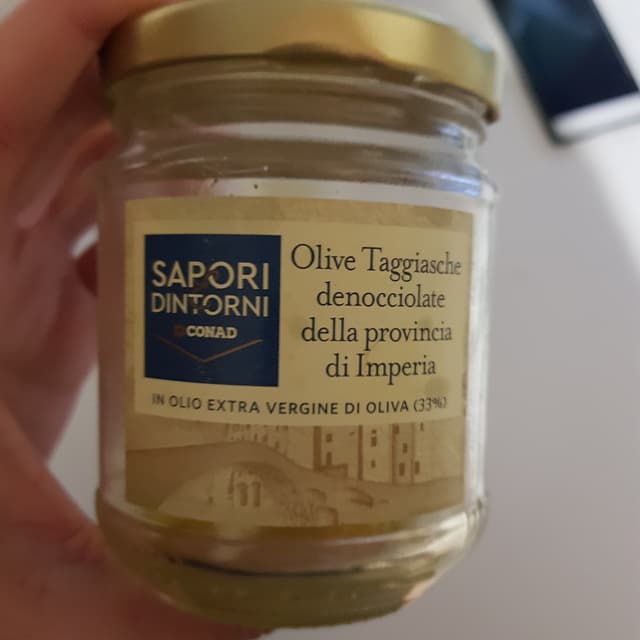 SAPORI
DINTORNI
CONAD
Olive Taggiasche
denocciolate
della provincia
di Imperia
IN OLIO EXTRA VERGINE DI OLIVA (33%)